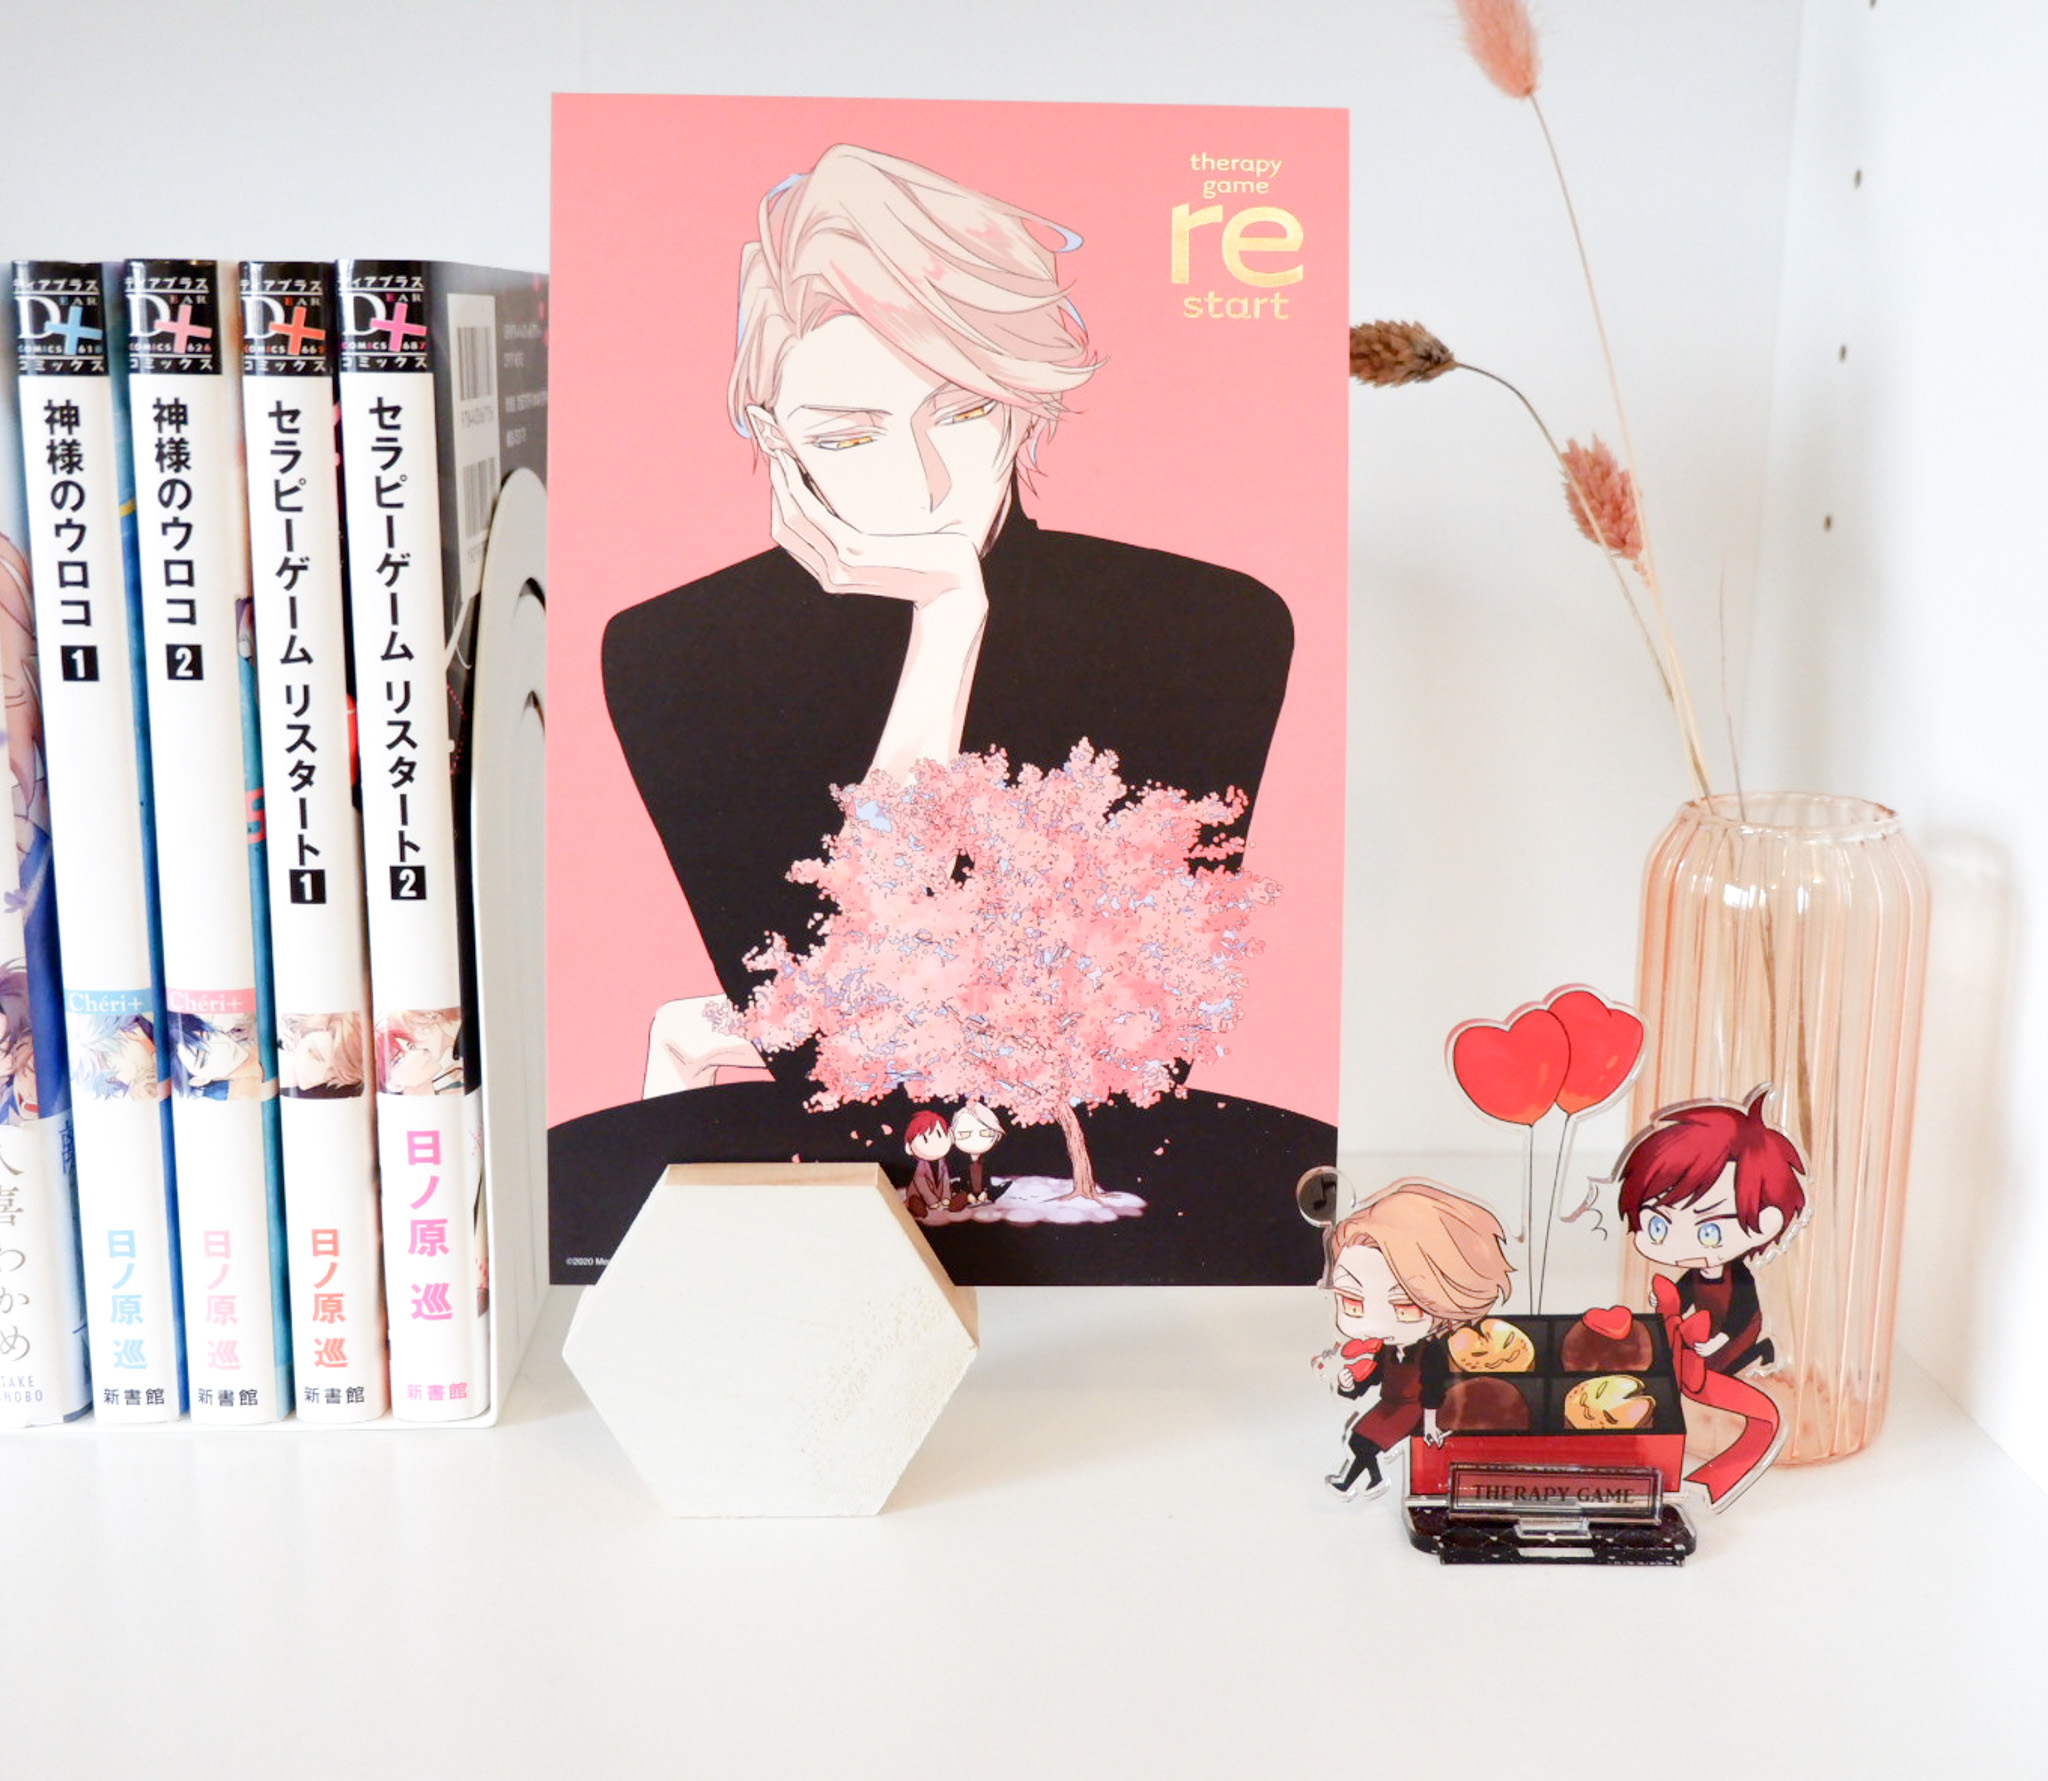 ディアプラス
DEAR+
COMICS 618
コミックス
神様のウロコ 1
Chéri+
日ノ原 巡
新書館
ディアプラス
DEAR+
COMICS 626
コミックス
神様のウロコ 2
Chéri+
日ノ原 巡
新書館
ディアプラス
DEAR+
COMICS 667
コミックス
セラピーゲーム リスタート 1
日ノ原 巡
新書館
ディアプラス
DEAR+
COMICS 687
コミックス
セラピーゲーム リスタート 2
日ノ原 巡
新書館
therapy
game
re
start
©2020
THERAPY GAME